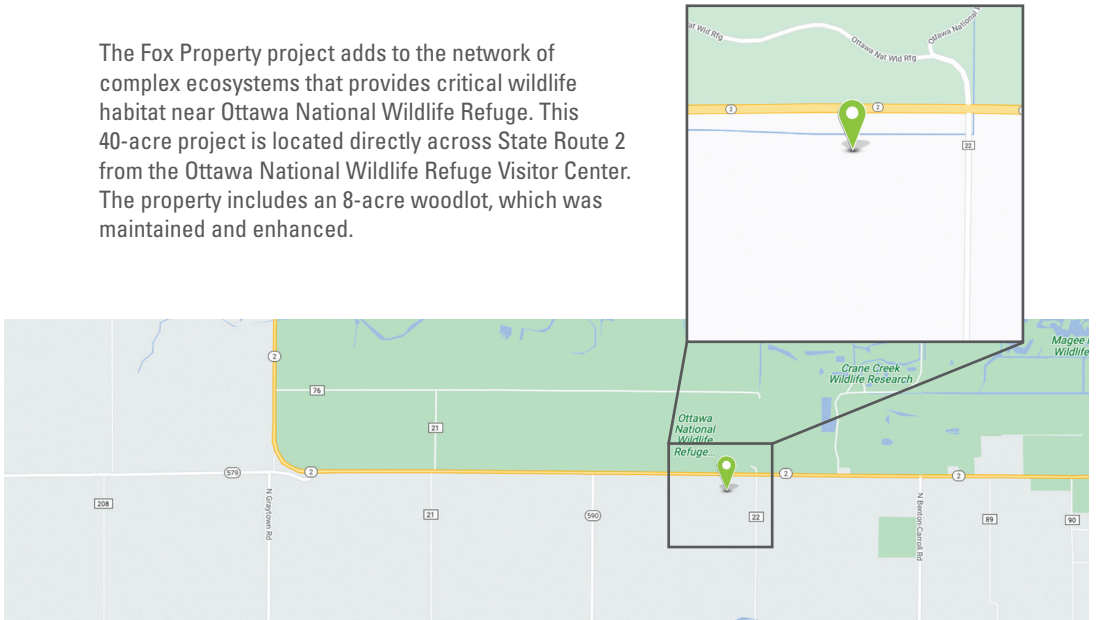 The Fox Property project adds to the network of
complex ecosystems that provides critical wildlife
habitat near Ottawa National Wildlife Refuge. This
40-acre project is located directly across State Route 2
from the Ottawa National Wildlife Refuge Visitor Center.
The property includes an 8-acre woodlot, which was
maintained and enhanced.
at Wld Rfg
Ottawa Nat Wld Rfg
Ottawa National
2
2
22
2
76
21
Ottawa
National
Wildlife
Refuge...
Crane Creek
Wildlife Research
Magee
Wildlife
579
2
2
2
208
N Graytown Rd
21
590
22
N Benton-Carroll Rd
89
90